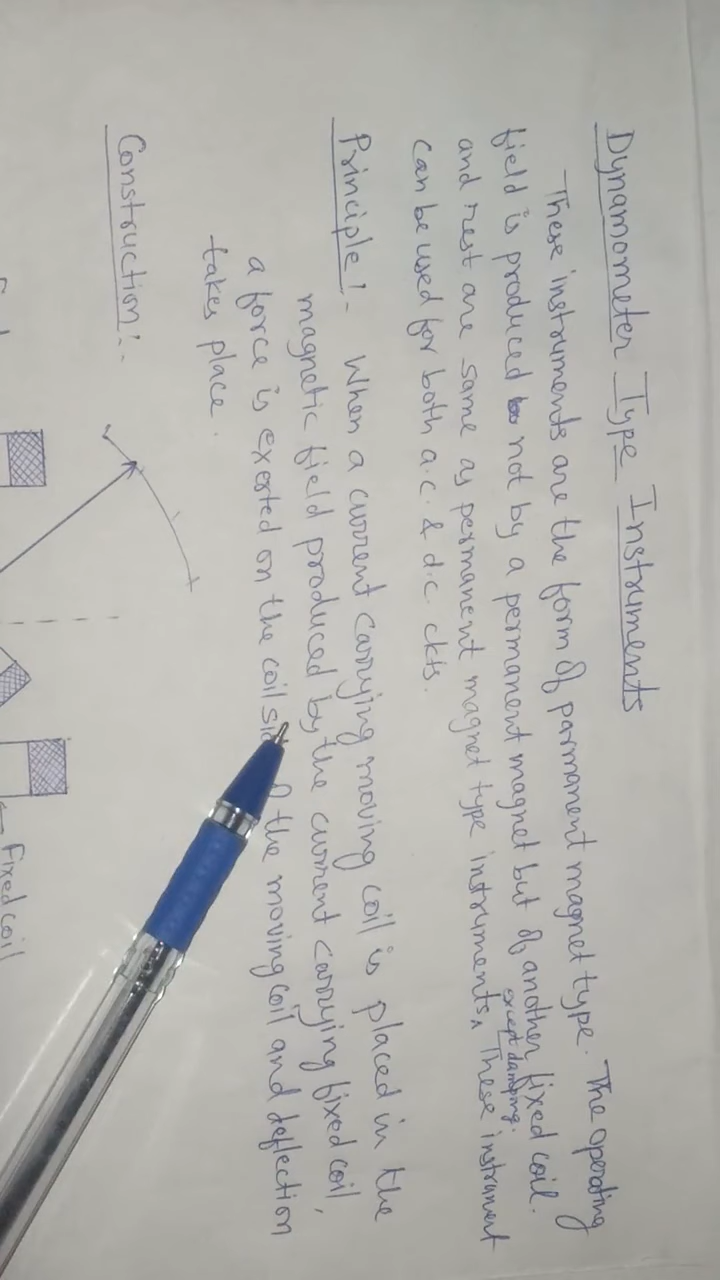 Dynamometer Type Instruments
These instruments are the form of parmanent magnet type. The operating
field is produced not by a permanent magnet but of another fixed coil.
and rest are same as permanent magnet type intruments, except damping. These instrument
can be used for both a.c. & d.c. ckts.
Principle:- When a current carrying moving coil is placed in the
magnetic field produced by the current carrying fixed coil,
a force is exerted on the coil the moving coil and deflection
takes place.
Construction:-
Fixed coil